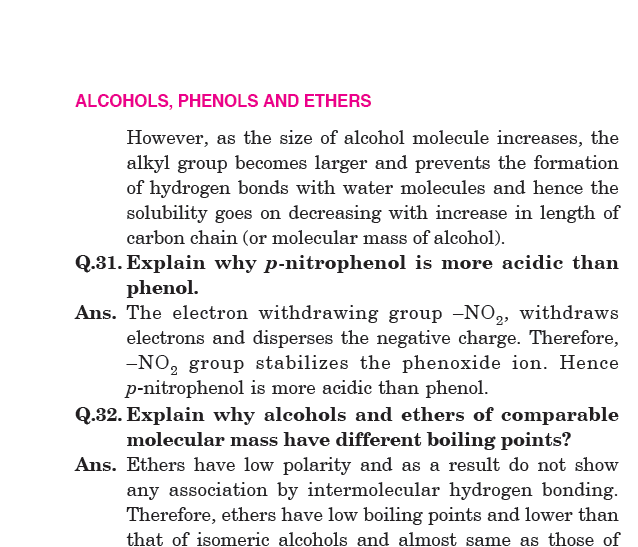 ALCOHOLS, PHENOLS AND ETHERS
However, as the size of alcohol molecule increases, the
alkyl group becomes larger and prevents the formation
of hydrogen bonds with water molecules and hence the
solubility goes on decreasing with increase in length of
carbon chain (or molecular mass of alcohol).
Q.31. Explain why p-nitrophenol is more acidic than
phenol.
Ans. The electron withdrawing group –NO₂, withdraws
electrons and disperses the negative charge. Therefore,
–NO₂ group stabilizes the phenoxide ion. Hence
p-nitrophenol is more acidic than phenol.
Q.32. Explain why alcohols and ethers of comparable
molecular mass have different boiling points?
Ans. Ethers have low polarity and as a result do not show
any association by intermolecular hydrogen bonding.
Therefore, ethers have low boiling points and lower than
that of isomeric alcohols and almost same as those of